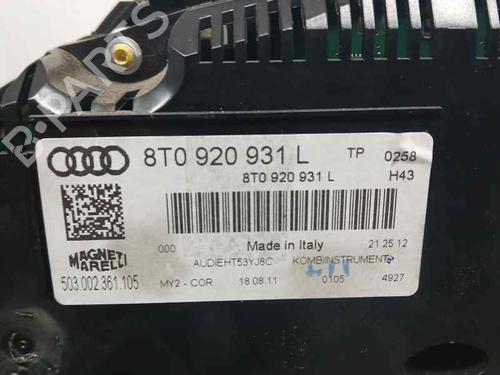 B-PARTS
8T0 920 931 L TP 0258
8T0 920 931 L H43
000 Made in Italy 21 25 12
MAGNETI
MARELLI
AUDIEHT53YJ8C KOMBIINSTRUMENT
503.002.361.105 MY2 - COR 18.08.11 0105 4927